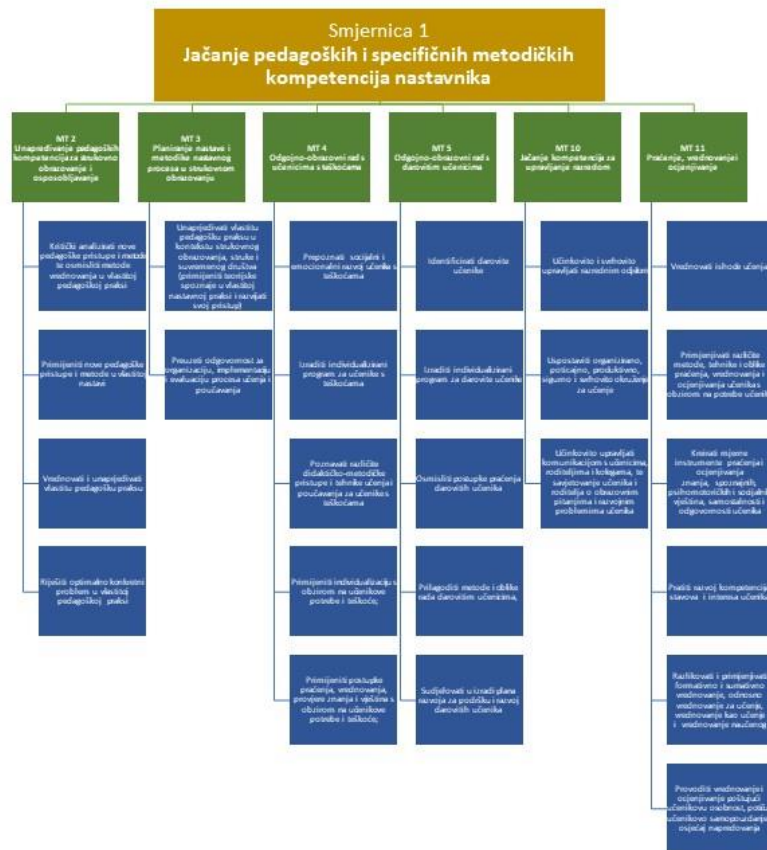 Smjernica 1
Jačanje pedagoških i specifičnih metodičkih
kompetencija nastavnika
MT 2
Unapređivanje pedagoških
kompetencija za strukovno
obrazovanje i
osposobljavanje
Kritički analizirati nove
pedagoške pristupe i metode
te osmisliti metode
vrednovanja u vlastitoj
pedagoškoj praksi
Primijeniti nove pedagoške
pristupe i metode u vlastitoj
nastavi
Vrednovati i unaprjeđivati
vlastitu pedagošku praksu
Riješiti optimalno konkretni
problem u vlastitoj
pedagoškoj praksi
MT 3
Planiranje nastave i
metodike nastavnog
procesa u strukovnom
obrazovanju
Unaprjeđivati vlastitu
pedagošku praksu u
kontekstu strukovnog
obrazovanja, struke i
suvremenog društva
(primijeniti teorijske
spoznaje u vlastitoj
nastavnoj praksi i razvijati
svoj pristup)
Preuzeti odgovornost za
organizaciju, implementaciju
i evaluaciju procesa učenja i
poučavanja
MT 4
Odgojno-obrazovni rad s
učenicima s teškoćama
Prepoznati socijalni i
emocionalni razvoj učenika s
teškoćama
Izraditi individualizirani
program za učenike s
teškoćama
Poznavati različite
didaktičko-metodičke
pristupe i tehnike učenja i
poučavanja za učenike s
teškoćama
Primijeniti individualizaciju s
obzirom na učenikove
potrebe i teškoće;
Primijeniti postupke
praćenja, vrednovanja,
provjere znanja i vještina s
obzirom na učenikove
potrebe i teškoće;
MT 5
Odgojno-obrazovni rad s
darovitim učenicima
Identificirati darovite
učenike
Izraditi individualizirani
program za darovite učenike
Osmisliti postupke praćenja
darovitih učenika
Prilagoditi metode i oblike
rada darovitim učenicima,
Sudjelovati u izradi plana
razvoja za podršku i razvoj
darovitih učenika
MT 10
Jačanje kompetencija za
upravljanje razredom
Učinkovito i svrhovito
upravljati razrednim odjelom
Uspostaviti organizirano,
poticajno, produktivno,
sigurno i svrhovito okruženje
za učenje
Učinkovito upravljati
komunikacijom s učenicima,
roditeljima i kolegama, te
savjetovanje učenika i
roditelja o obrazovnim
pitanjima i razvojnim
problemima učenika
MT 11
Praćenje, vrednovanje i
ocjenjivanje
Vrednovati ishode učenja
Primjenjivati različite
metode, tehnike i oblike
praćenja, vrednovanja i
ocjenjivanja učenika s
obzirom na potrebe učenika
Kreirati mjerne
instrumente praćenja i
ocjenjivanja
znanja, spoznajnih,
psihomotoričkih i socijalnih
vještina, samostalnosti i
odgovornosti učenika
Pratiti razvoj kompetencija,
stavova i interesa učenika
Razlikovati i primjenjivati
formativno i sumativno
vrednovanje, odnosno
vrednovanje za učenje,
vrednovanje kao učenje
i vrednovanje naučenog
Provoditi vrednovanje i
ocjenjivanje poštujući
učenikovu osobnost,
učenikovo samopouzdanje
osjećaj napredovanja